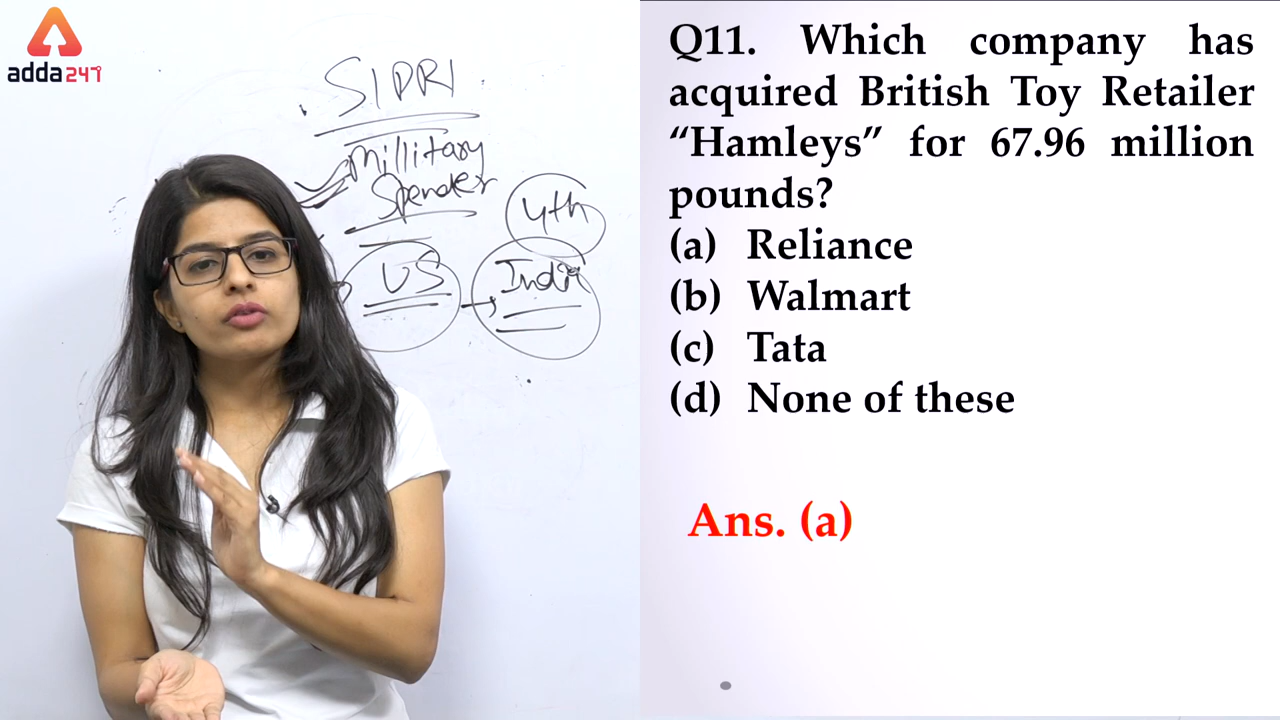 adda247
SIPRI
Millitary
Spender
4th
US → India
Q11. Which company has
acquired British Toy Retailer
“Hamleys” for 67.96 million
pounds?
(a) Reliance
(b) Walmart
(c) Tata
(d) None of these
Ans. (a)